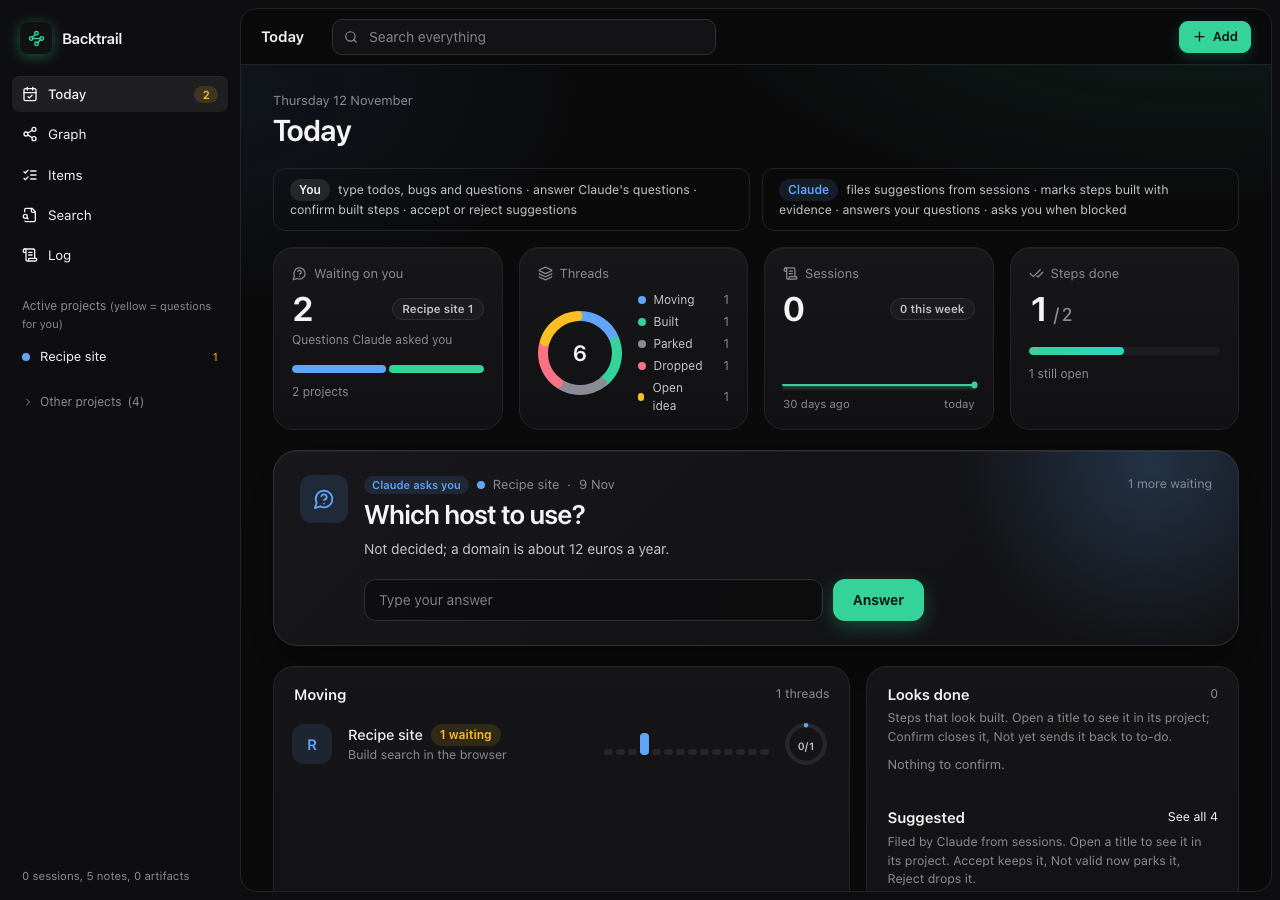 Backtrail
Today 2
Graph
Items
Search
Log
Active projects (yellow = questions
for you)
Recipe site 1
Other projects (4)
0 sessions, 5 notes, 0 artifacts
Today
Search everything
Add
Thursday 12 November
Today
You type todos, bugs and questions · answer Claude's questions ·
confirm built steps · accept or reject suggestions
Claude files suggestions from sessions · marks steps built with
evidence · answers your questions · asks you when blocked
Waiting on you
2
Recipe site 1
Questions Claude asked you
2 projects
Threads
6
Moving 1
Built 1
Parked 1
Dropped 1
Open
idea 1
Sessions
0
0 this week
30 days ago
today
Steps done
1 / 2
1 still open
Claude asks you Recipe site · 9 Nov
1 more waiting
Which host to use?
Not decided; a domain is about 12 euros a year.
Type your answer
Answer
Moving
1 threads
R
Recipe site 1 waiting
Build search in the browser
0/1
Looks done 0
Steps that look built. Open a title to see it in its project;
Confirm closes it, Not yet sends it back to to-do.
Nothing to confirm.
Suggested See all 4
Filed by Claude from sessions. Open a title to see it in
its project. Accept keeps it, Not valid now parks it,
Reject drops it.